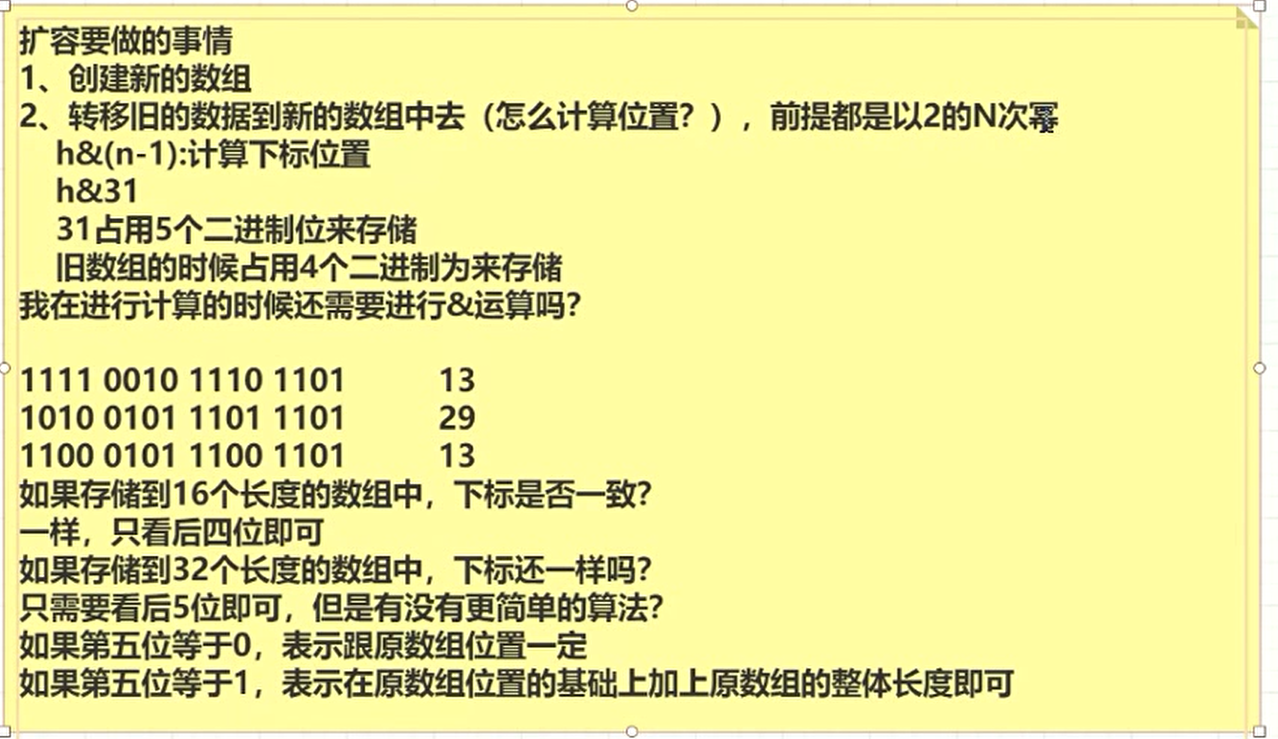 扩容要做的事情
1、创建新的数组
2、转移旧的数据到新的数组中去（怎么计算位置？），前提都是以2的N次幂
h&(n-1):计算下标位置
h&31
31占用5个二进制位来存储
旧数组的时候占用4个二进制为来存储
我在进行计算的时候还需要进行&运算吗？
1111 0010 1110 1101 13
1010 0101 1101 1101 29
1100 0101 1100 1101 13
如果存储到16个长度的数组中，下标是否一致？
一样，只看后四位即可
如果存储到32个长度的数组中，下标还一样吗？
只需要看后5位即可，但是有没有更简单的算法？
如果第五位等于0，表示跟原数组位置一定
如果第五位等于1，表示在原数组位置的基础上加上原数组的整体长度即可